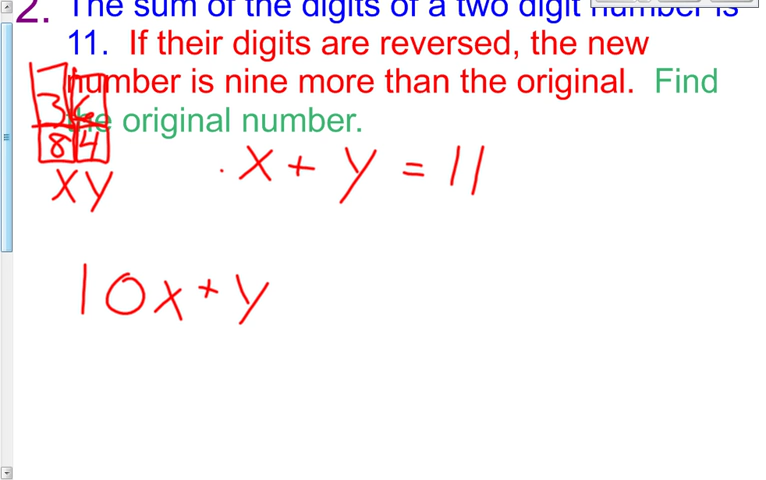 2. The sum of the digits of a two digit number is
11. If their digits are reversed, the new
number is nine more than the original. Find
the original number.
3 6
8 4
X Y
x + y = 11
10x + y